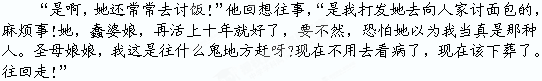 “是啊，她还常常去讨饭！”他回想往事，“是我打发她去向人家讨面包的，
麻烦事！她，蠢婆娘，再活上十年就好了，要不然，恐怕她以为我当真是那种
人。圣母娘娘，我这是往什么鬼地方赶呀？现在不用去看病了，现在该下葬了。
往回走！”